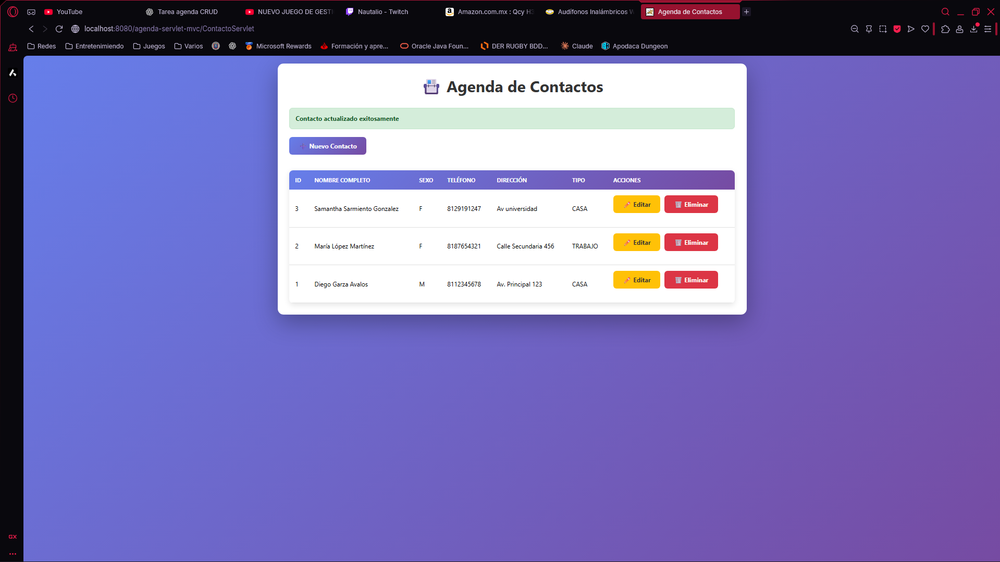 YouTube
Tarea agenda CRUD
NUEVO JUEGO DE GESTI
Nautalio - Twitch
Amazon.com.mx : Qcy H3
Audífonos Inalámbricos
Agenda de Contactos
localhost:8080/agenda-servlet-mvc/ContactoServlet
Redes
Entretenimiento
Juegos
Varios
Microsoft Rewards
Formación y apre...
Oracle Java Foun...
DER RUGBY BDD...
Claude
Apodaca Dungeon
Agenda de Contactos
Contacto actualizado exitosamente
Nuevo Contacto
ID NOMBRE COMPLETO SEXO TELÉFONO DIRECCIÓN TIPO ACCIONES
3 Samantha Sarmiento Gonzalez F 8129191247 Av universidad CASA Editar Eliminar
2 María López Martínez F 8187654321 Calle Secundaria 456 TRABAJO Editar Eliminar
1 Diego Garza Avalos M 8112345678 Av. Principal 123 CASA Editar Eliminar
GX